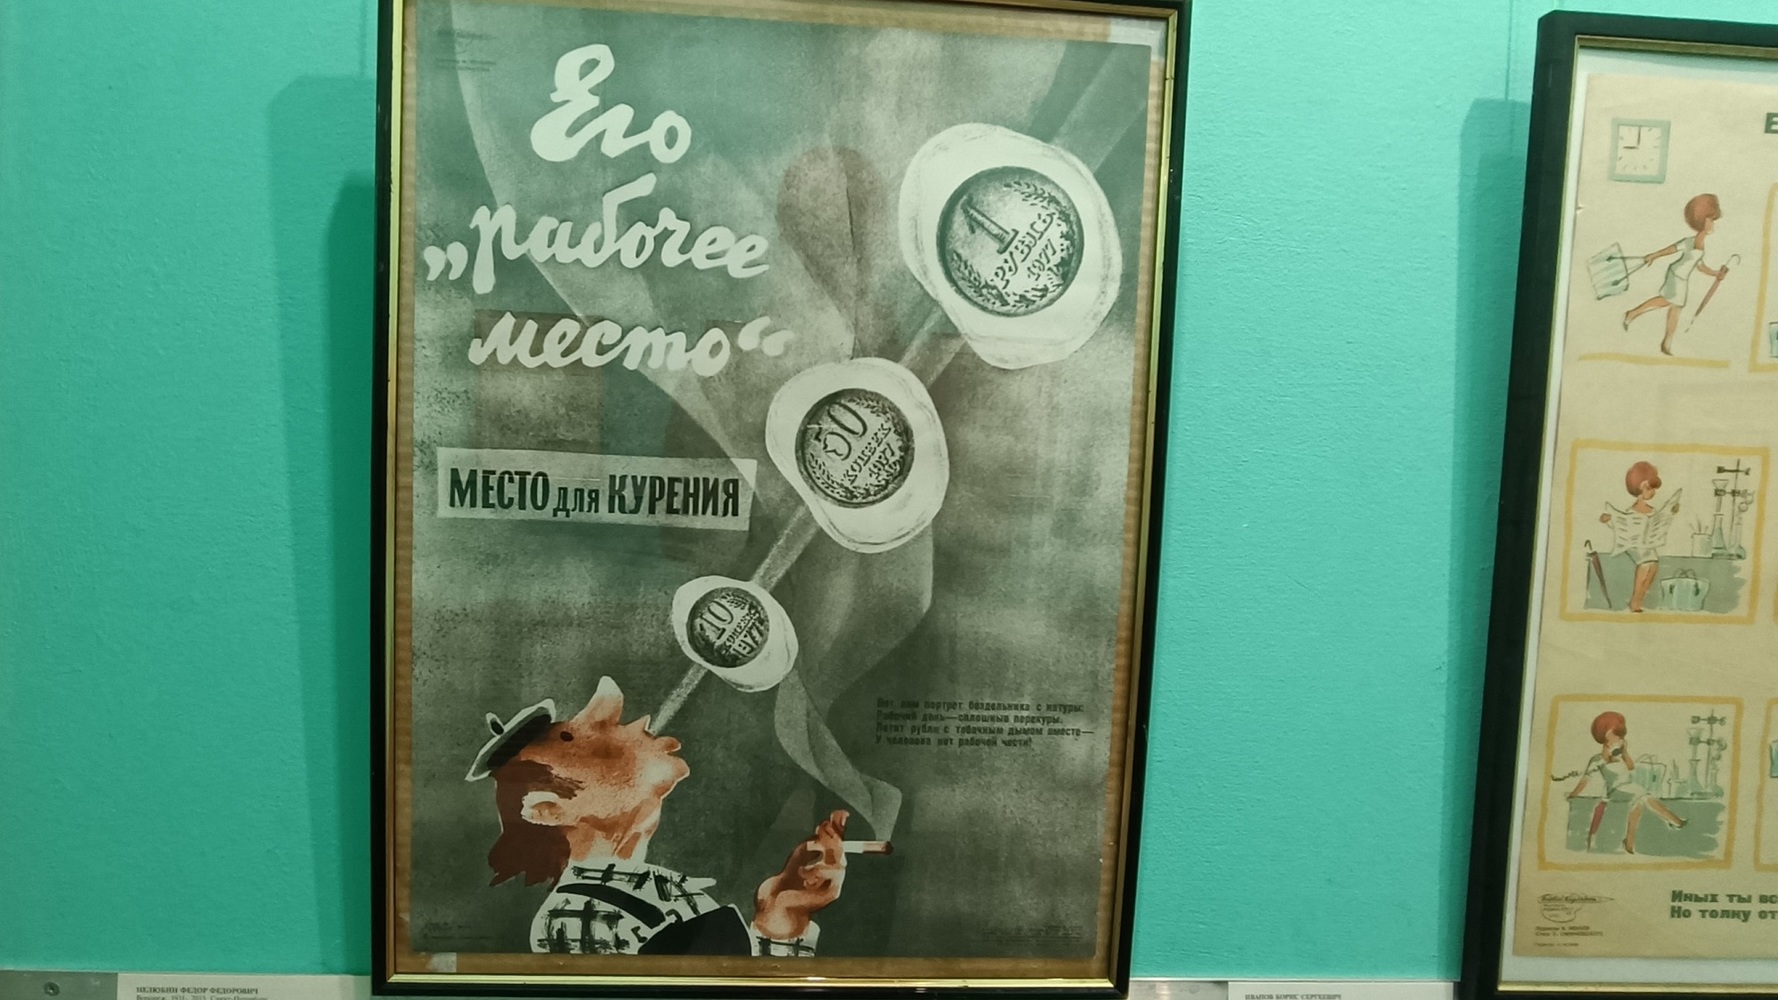 Его
„рабочее
место“
МЕСТО для КУРЕНИЯ
1
РУБЛЬ
1977
50
КОПЕЕК
1977
10
КОПЕЕК
1977
Вот вам портрет бездельника с натуры:
Рабочий день—сплошные перекуры.
Летят рубли с табачным дымом вместе—
У человека нет рабочей чести!
Иных ты вс
Но толку от
НЕЛЮБИН ФЕДОР ФЕДОРОВИЧ
ИВАНОВ БОРИС СЕРГЕЕВИЧ